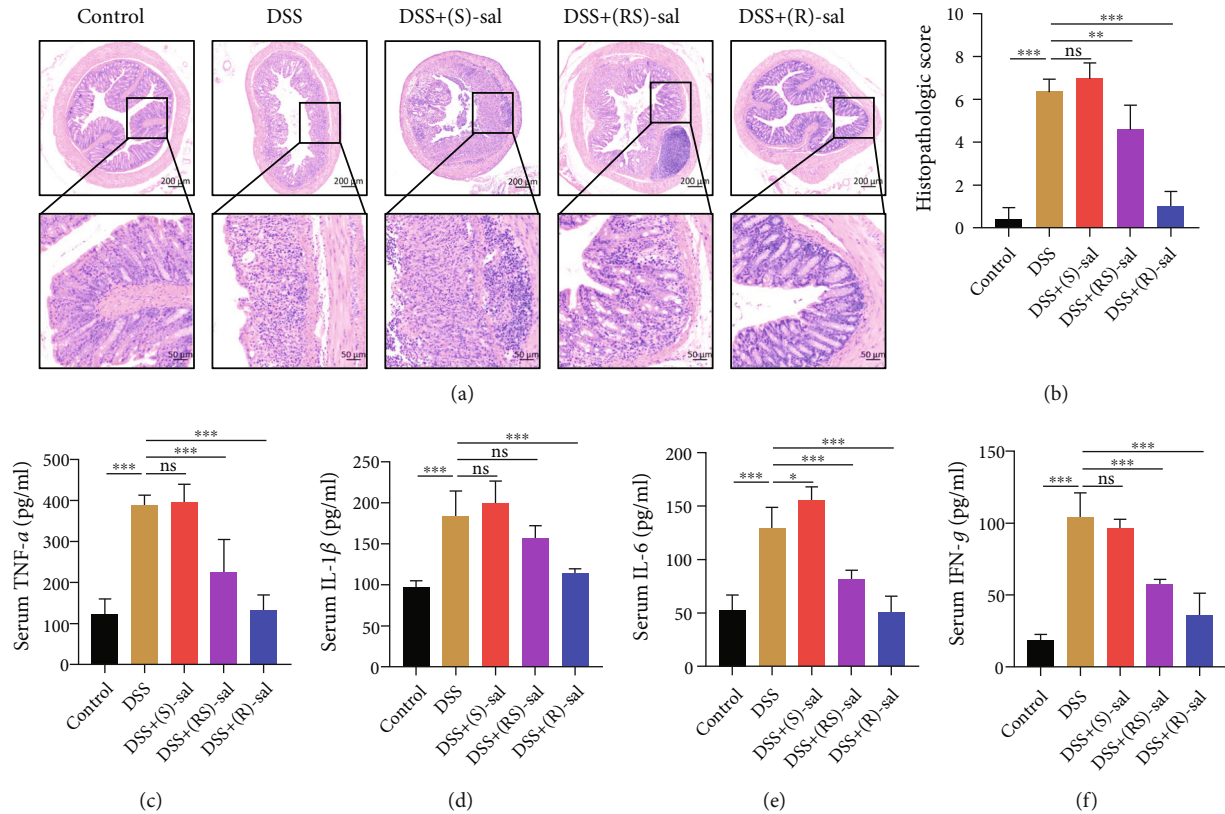 Control DSS DSS+(S)-sal DSS+(RS)-sal DSS+(R)-sal
200 μm 200 μm 200 μm 200 μm 200 μm
50 μm 50 μm 50 μm 50 μm 50 μm
(a)
Histopathologic score
10
8
6
4
2
0
***
**
*** ns
Control DSS DSS+(S)-sal DSS+(RS)-sal DSS+(R)-sal
(b)
Serum TNF-a (pg/ml)
500
400
300
200
100
0
***
***
*** ns
Control DSS DSS+(S)-sal DSS+(RS)-sal DSS+(R)-sal
(c)
Serum IL-1β (pg/ml)
250
200
150
100
50
0
***
ns
*** ns
Control DSS DSS+(S)-sal DSS+(RS)-sal DSS+(R)-sal
(d)
Serum IL-6 (pg/ml)
200
150
100
50
0
***
***
*** *
Control DSS DSS+(S)-sal DSS+(RS)-sal DSS+(R)-sal
(e)
Serum IFN-g (pg/ml)
150
100
50
0
***
***
*** ns
Control DSS DSS+(S)-sal DSS+(RS)-sal DSS+(R)-sal
(f)